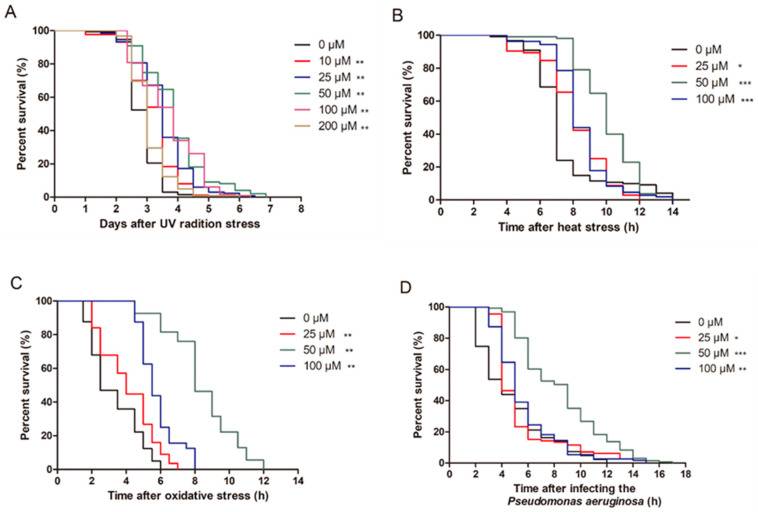 A
Percent survival (%)
100
80
60
40
20
0
0 1 2 3 4 5 6 7 8
Days after UV radition stress
0 μM
10 μM **
25 μM **
50 μM **
100 μM **
200 μM **
B
Percent survival (%)
100
80
60
40
20
0
0 2 4 6 8 10 12 14
Time after heat stress (h)
0 μM
25 μM *
50 μM ***
100 μM ***
C
Percent survival (%)
100
80
60
40
20
0
0 2 4 6 8 10 12 14
Time after oxidative stress (h)
0 μM
25 μM **
50 μM **
100 μM **
D
Percent survival (%)
100
80
60
40
20
0
0 2 4 6 8 10 12 14 16 18
Time after infecting the
Pseudomonas aeruginosa (h)
0 μM
25 μM *
50 μM ***
100 μM **